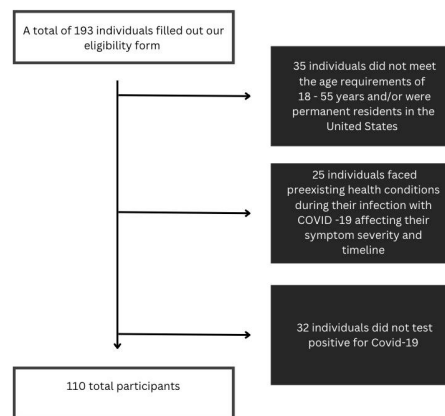 A total of 193 individuals filled out our
eligibility form
35 individuals did not meet
the age requirements of
18 - 55 years and/or were
permanent residents in the
United States
25 individuals faced
preexisting health conditions
during their infection with
COVID -19 affecting their
symptom severity and
timeline
32 individuals did not test
positive for Covid-19
110 total participants